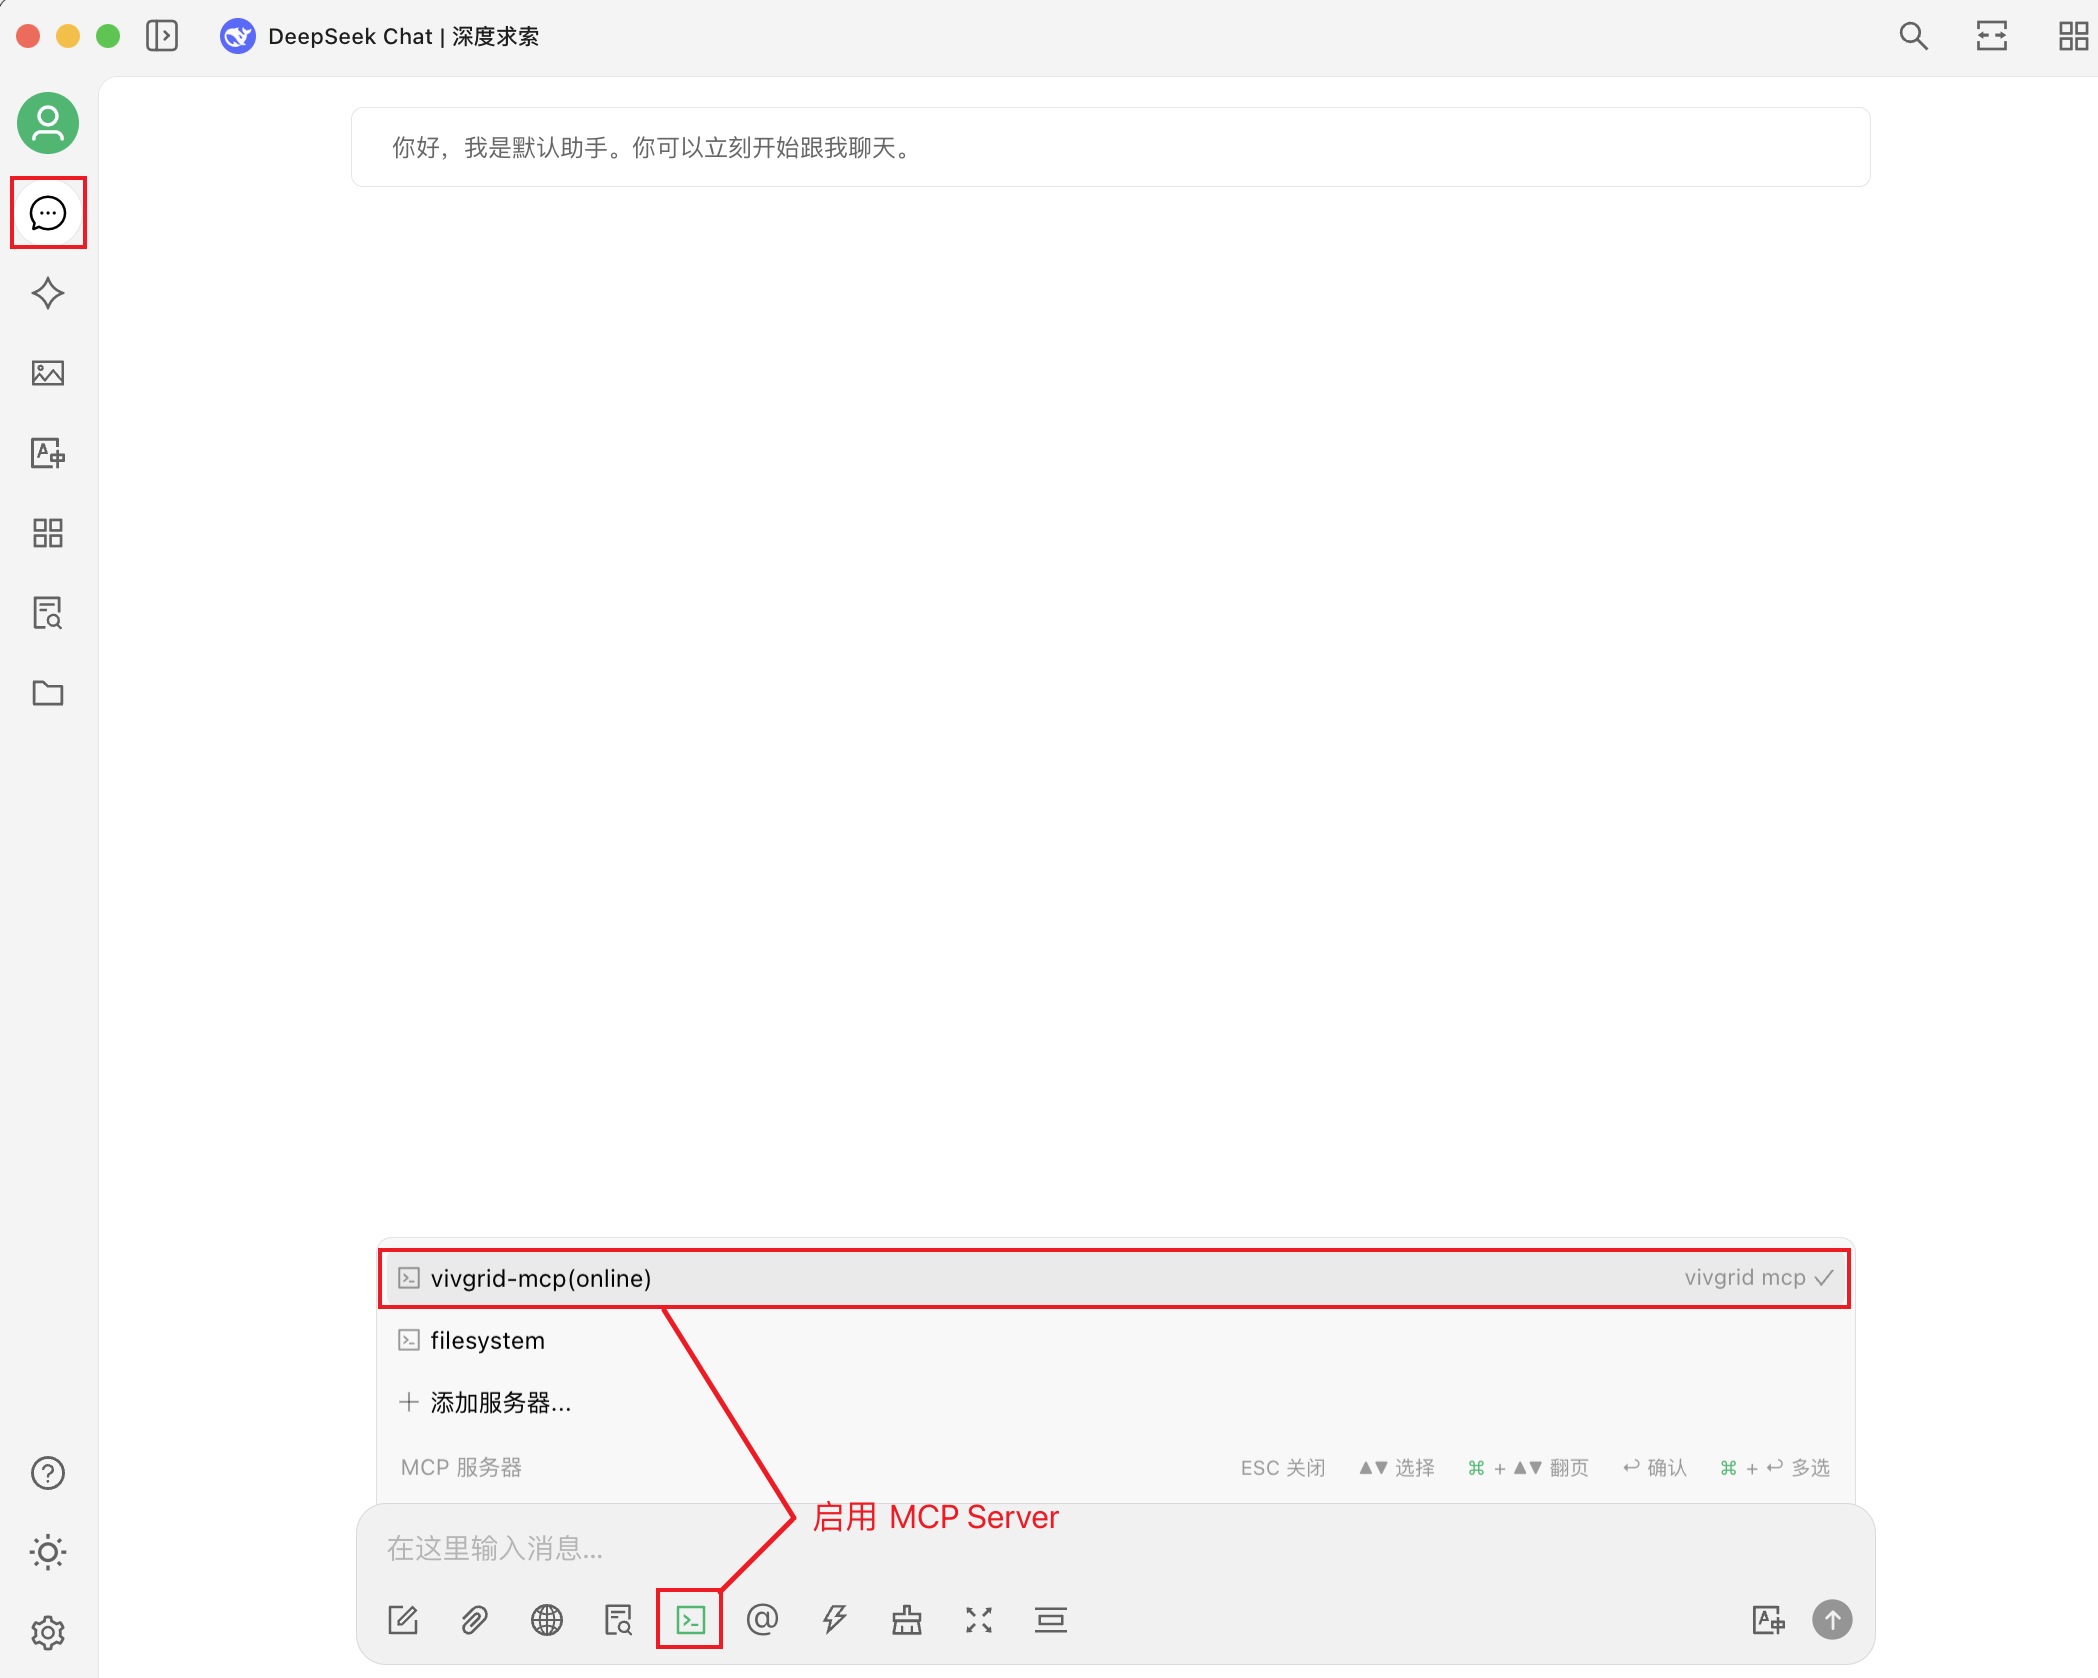 DeepSeek Chat | 深度求索
你好，我是默认助手。你可以立刻开始跟我聊天。
vivgrid-mcp(online) vivgrid mcp
filesystem
添加服务器...
MCP 服务器 ESC 关闭 ▲▼ 选择 ⌘ + ▲▼ 翻页 ↩ 确认 ⌘ + ↩ 多选
启用 MCP Server
在这里输入消息...